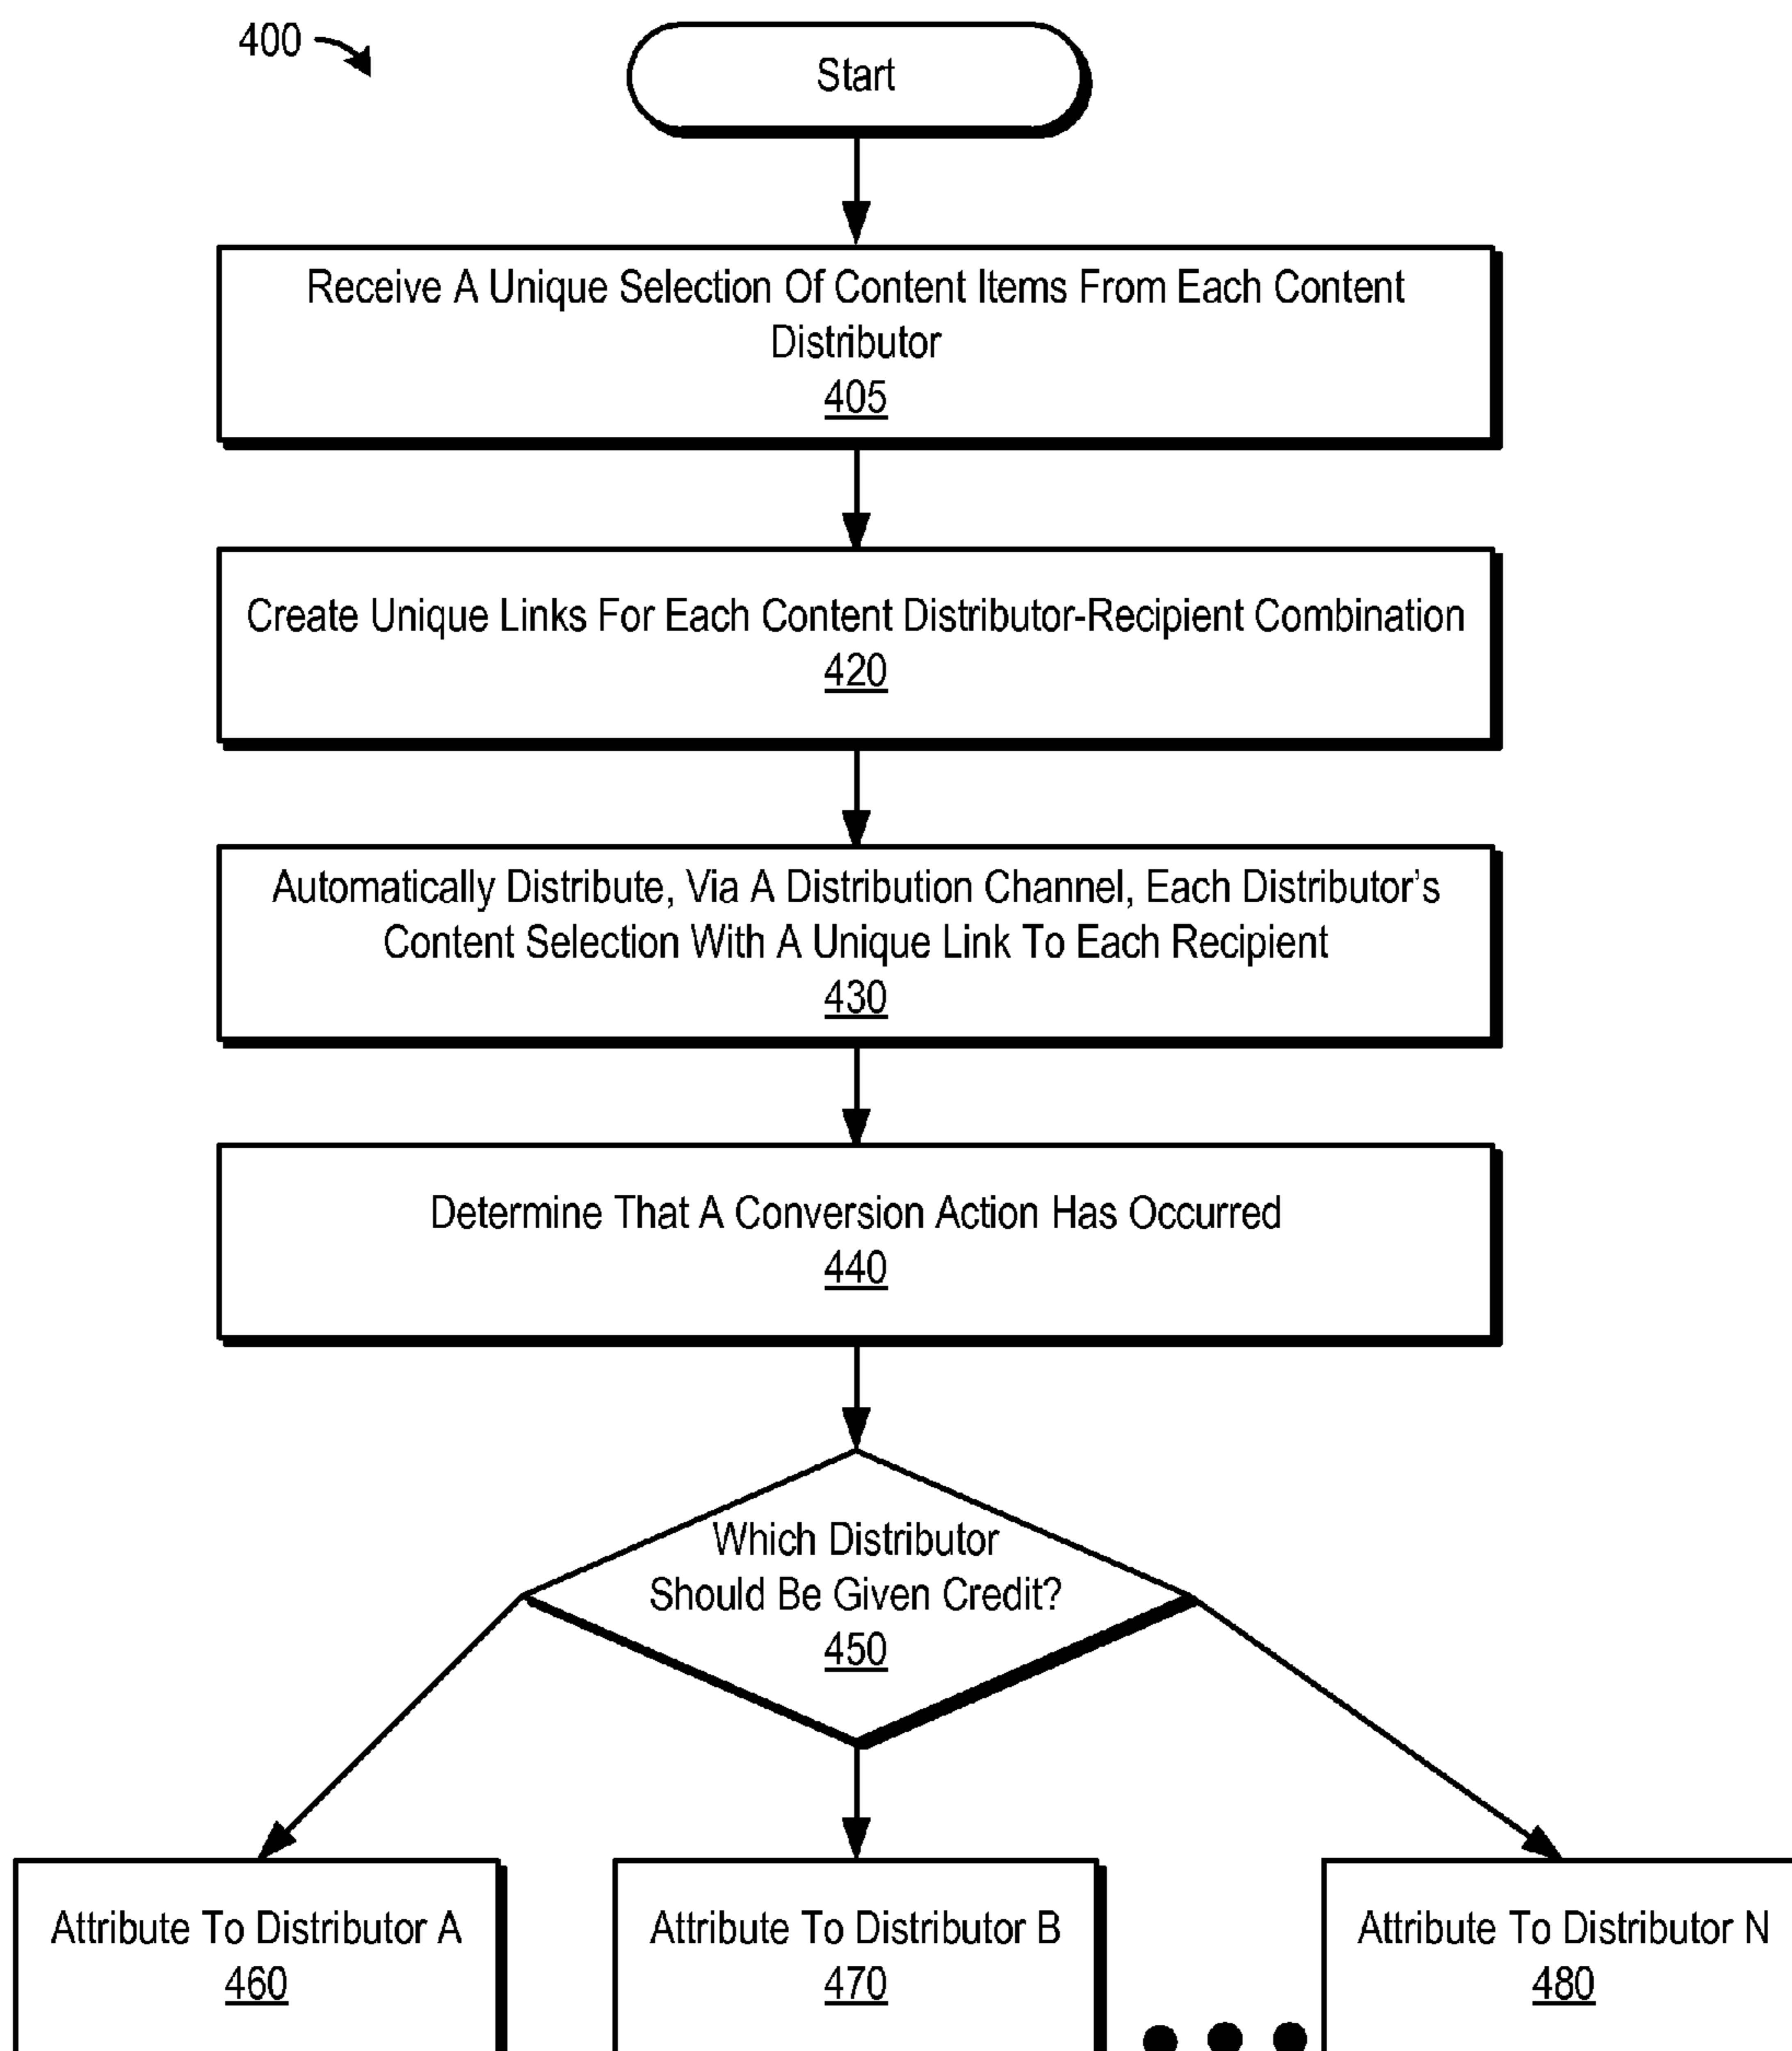 400
Start
Receive A Unique Selection Of Content Items From Each Content
Distributor
405
Create Unique Links For Each Content Distributor-Recipient Combination
420
Automatically Distribute, Via A Distribution Channel, Each Distributor’s
Content Selection With A Unique Link To Each Recipient
430
Determine That A Conversion Action Has Occurred
440
Which Distributor
Should Be Given Credit?
450
Attribute To Distributor A
460
Attribute To Distributor B
470
Attribute To Distributor N
480